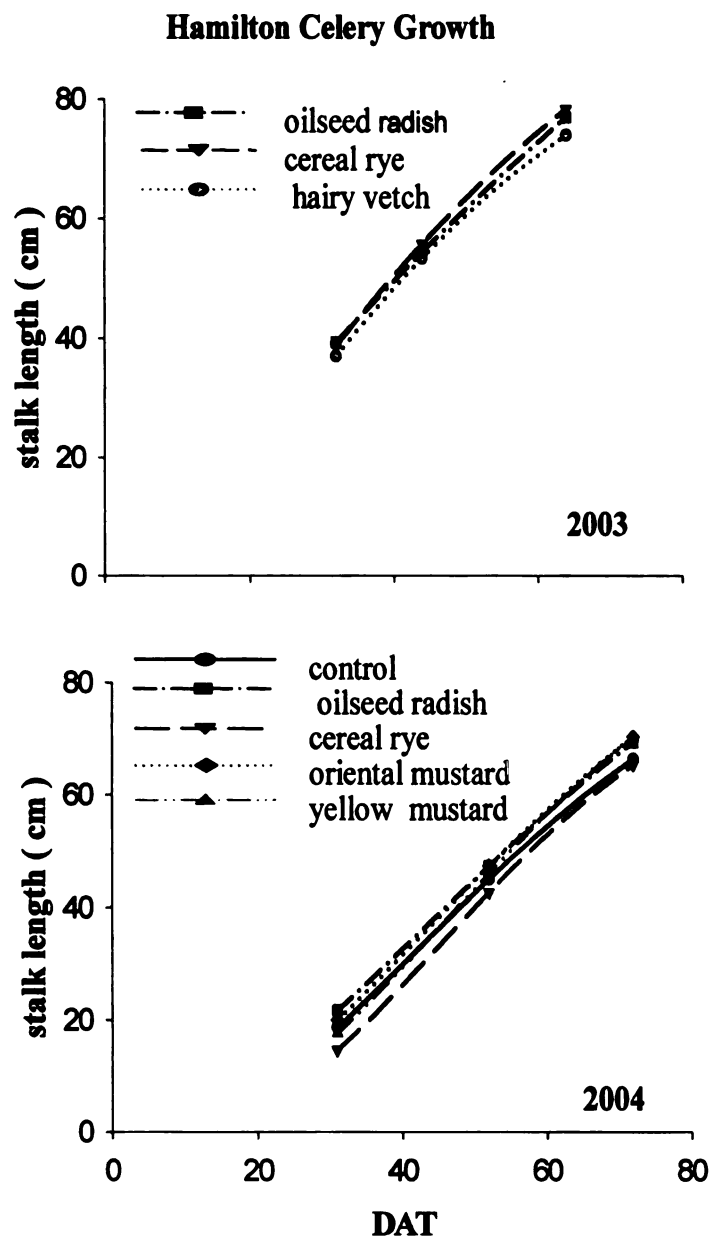 Hamilton Celery Growth
80
60
40
20
0
stalk length ( cm )
oilseed radish
cereal rye
hairy vetch
2003
80
60
40
20
0
stalk length ( cm )
control
oilseed radish
cereal rye
oriental mustard
yellow mustard
2004
0 20 40 60 80
DAT